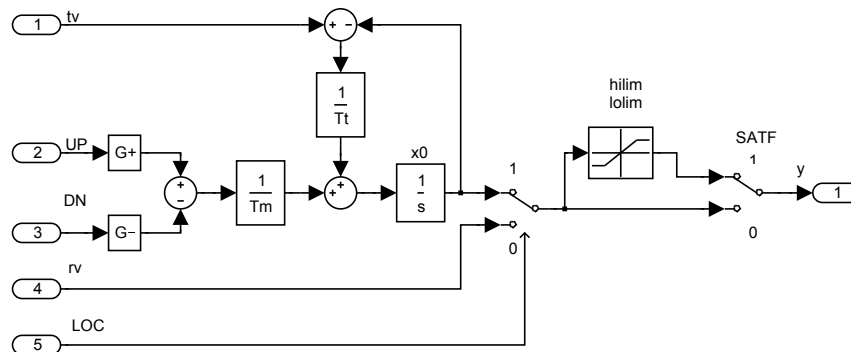 1 tv
+ −
1
Tt
hilim
lolim
2 UP G+
x0
SATF
+
−
1
Tm
+ +
1
s
1
1
y
1
DN
3 G−
0
0
rv
4
LOC
5